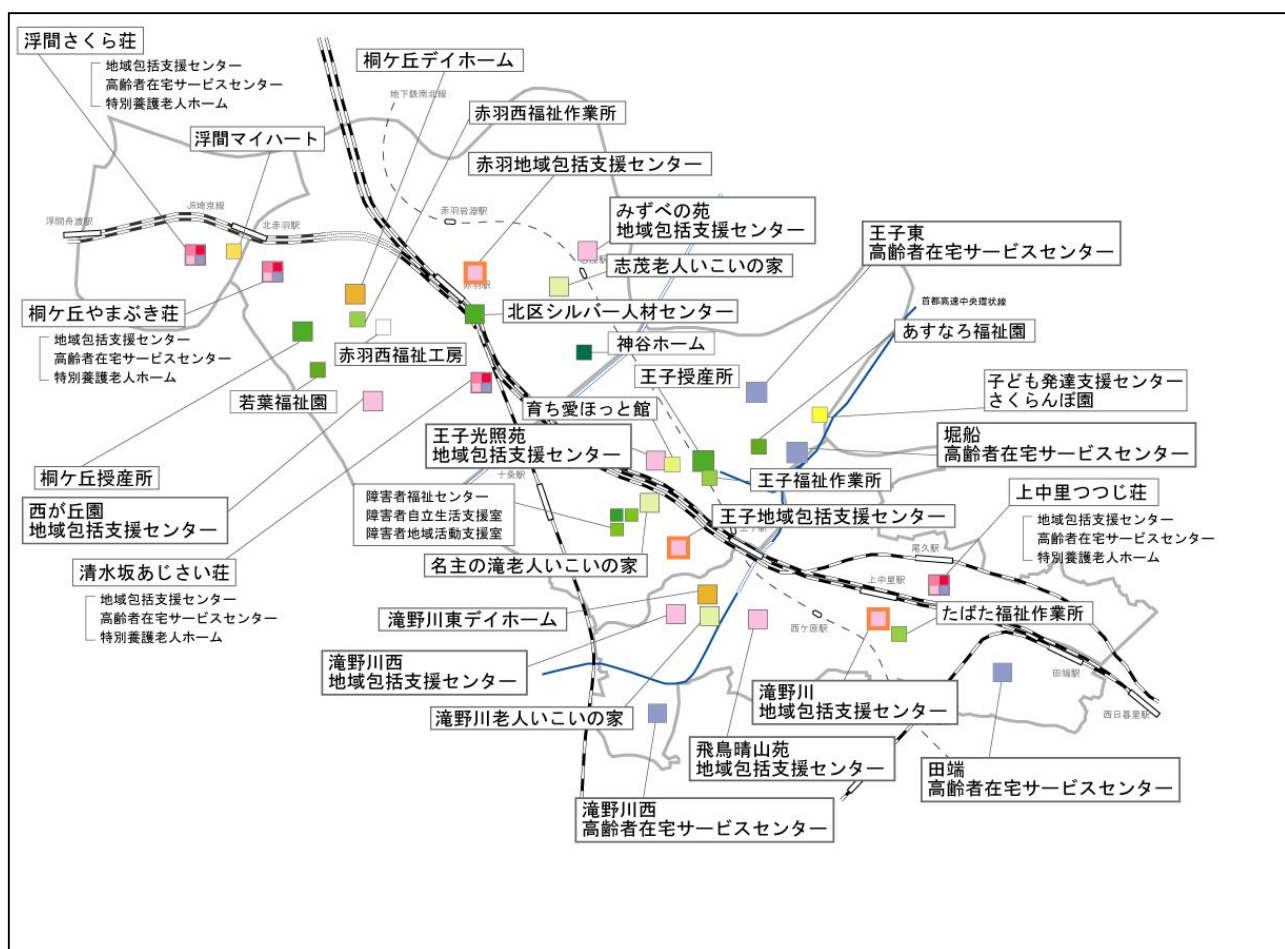 浮間さくら荘
地域包括支援センター
高齢者在宅サービスセンター
特別養護老人ホーム
桐ケ丘デイホーム
地下鉄南北線
赤羽西福祉作業所
浮間マイハート
赤羽地域包括支援センター
JR埼京線
浮間舟渡駅
北赤羽駅
赤羽岩淵駅
みずべの苑
地域包括支援センター
王子東
高齢者在宅サービスセンター
志茂老人いこいの家
赤羽駅
桐ケ丘やまぶき荘
地域包括支援センター
高齢者在宅サービスセンター
特別養護老人ホーム
北区シルバー人材センター
首都高速中央環状線
あすなろ福祉園
赤羽西福祉工房
神谷ホーム
王子授産所
若葉福祉園
育ち愛ほっと館
子ども発達支援センター
さくらんぼ園
王子光照苑
地域包括支援センター
堀船
高齢者在宅サービスセンター
桐ケ丘授産所
十条駅
王子福祉作業所
西が丘園
地域包括支援センター
障害者福祉センター
障害者自立生活支援室
障害者地域活動支援室
上中里つつじ荘
地域包括支援センター
高齢者在宅サービスセンター
特別養護老人ホーム
王子地域包括支援センター
王子駅
尾久駅
名主の滝老人いこいの家
清水坂あじさい荘
地域包括支援センター
高齢者在宅サービスセンター
特別養護老人ホーム
上中里駅
滝野川東デイホーム
西ケ原駅
たばた福祉作業所
滝野川西
地域包括支援センター
田端駅
滝野川
地域包括支援センター
西日暮里駅
滝野川老人いこいの家
飛鳥晴山苑
地域包括支援センター
田端
高齢者在宅サービスセンター
滝野川西
高齢者在宅サービスセンター